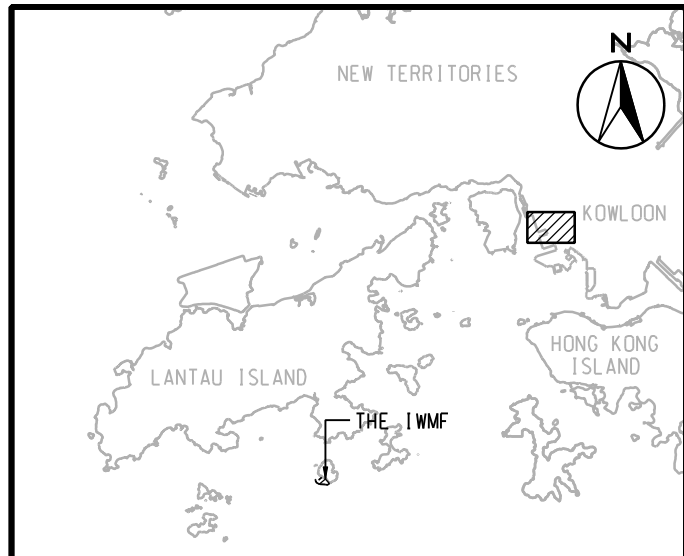 N
NEW TERRITORIES
KOWLOON
HONG KONG
ISLAND
LANTAU ISLAND
THE IWMF